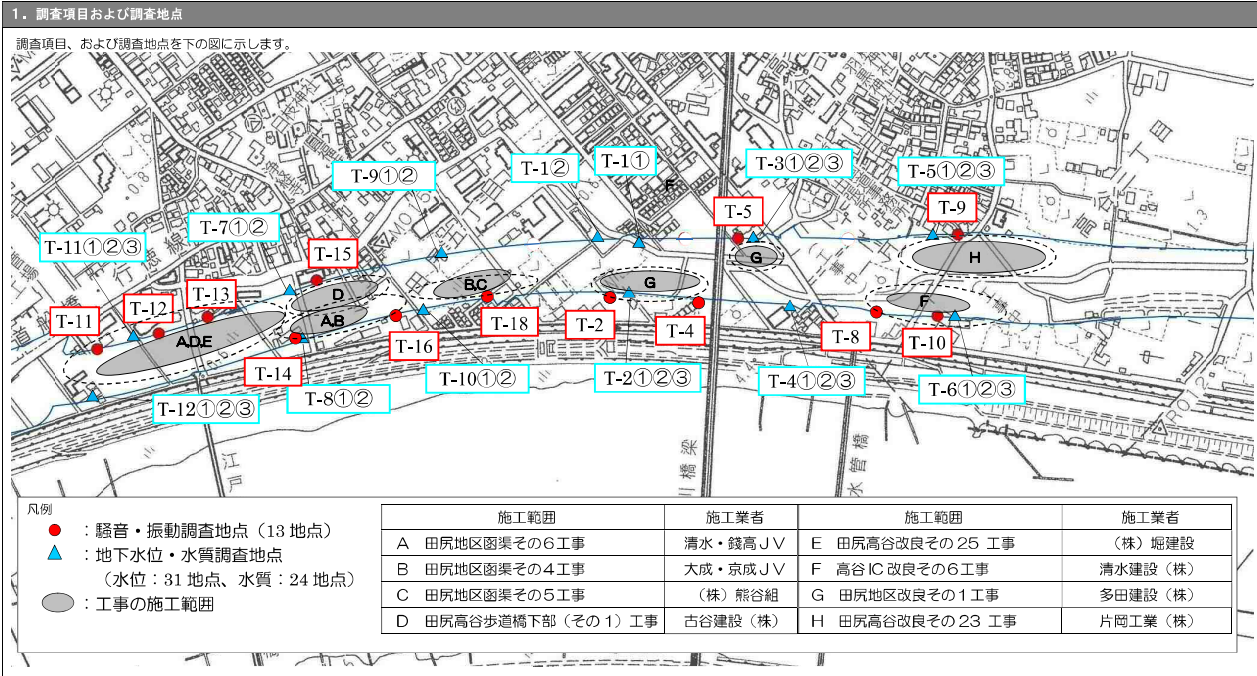 1．調査項目および調査地点
調査項目、および調査地点を下の図に示します。
T-9①②
T-1②
T-1①
T-3①②③
T-5①②③
T-11①②③
T-7①②
T-15
T-5
T-9
T-11
T-12
T-13
D
B,C
G
G
H
F
F
A,D,E
A,B
T-14
T-16
T-18
T-2
T-4
T-8
T-10
T-12①②③
T-8①②
T-10①②
T-2①②③
T-4①②③
T-6①②③
江戸
川橋梁
水管橋
凡例
：騒音・振動調査地点（13 地点）
：地下水位・水質調査地点
（水位：31 地点、水質：24 地点）
：工事の施工範囲
施工範囲 施工業者 施工範囲 施工業者
A 田尻地区函渠その6工事 清水・錢高ＪＶ E 田尻高谷改良その25 工事 （株）堀建設
B 田尻地区函渠その4工事 大成・京成ＪＶ F 高谷IC改良その6工事 清水建設（株）
C 田尻地区函渠その5工事 （株）熊谷組 G 田尻地区改良その1工事 多田建設（株）
D 田尻高谷歩道橋下部（その1）工事 古谷建設（株） H 田尻高谷改良その23 工事 片岡工業（株）